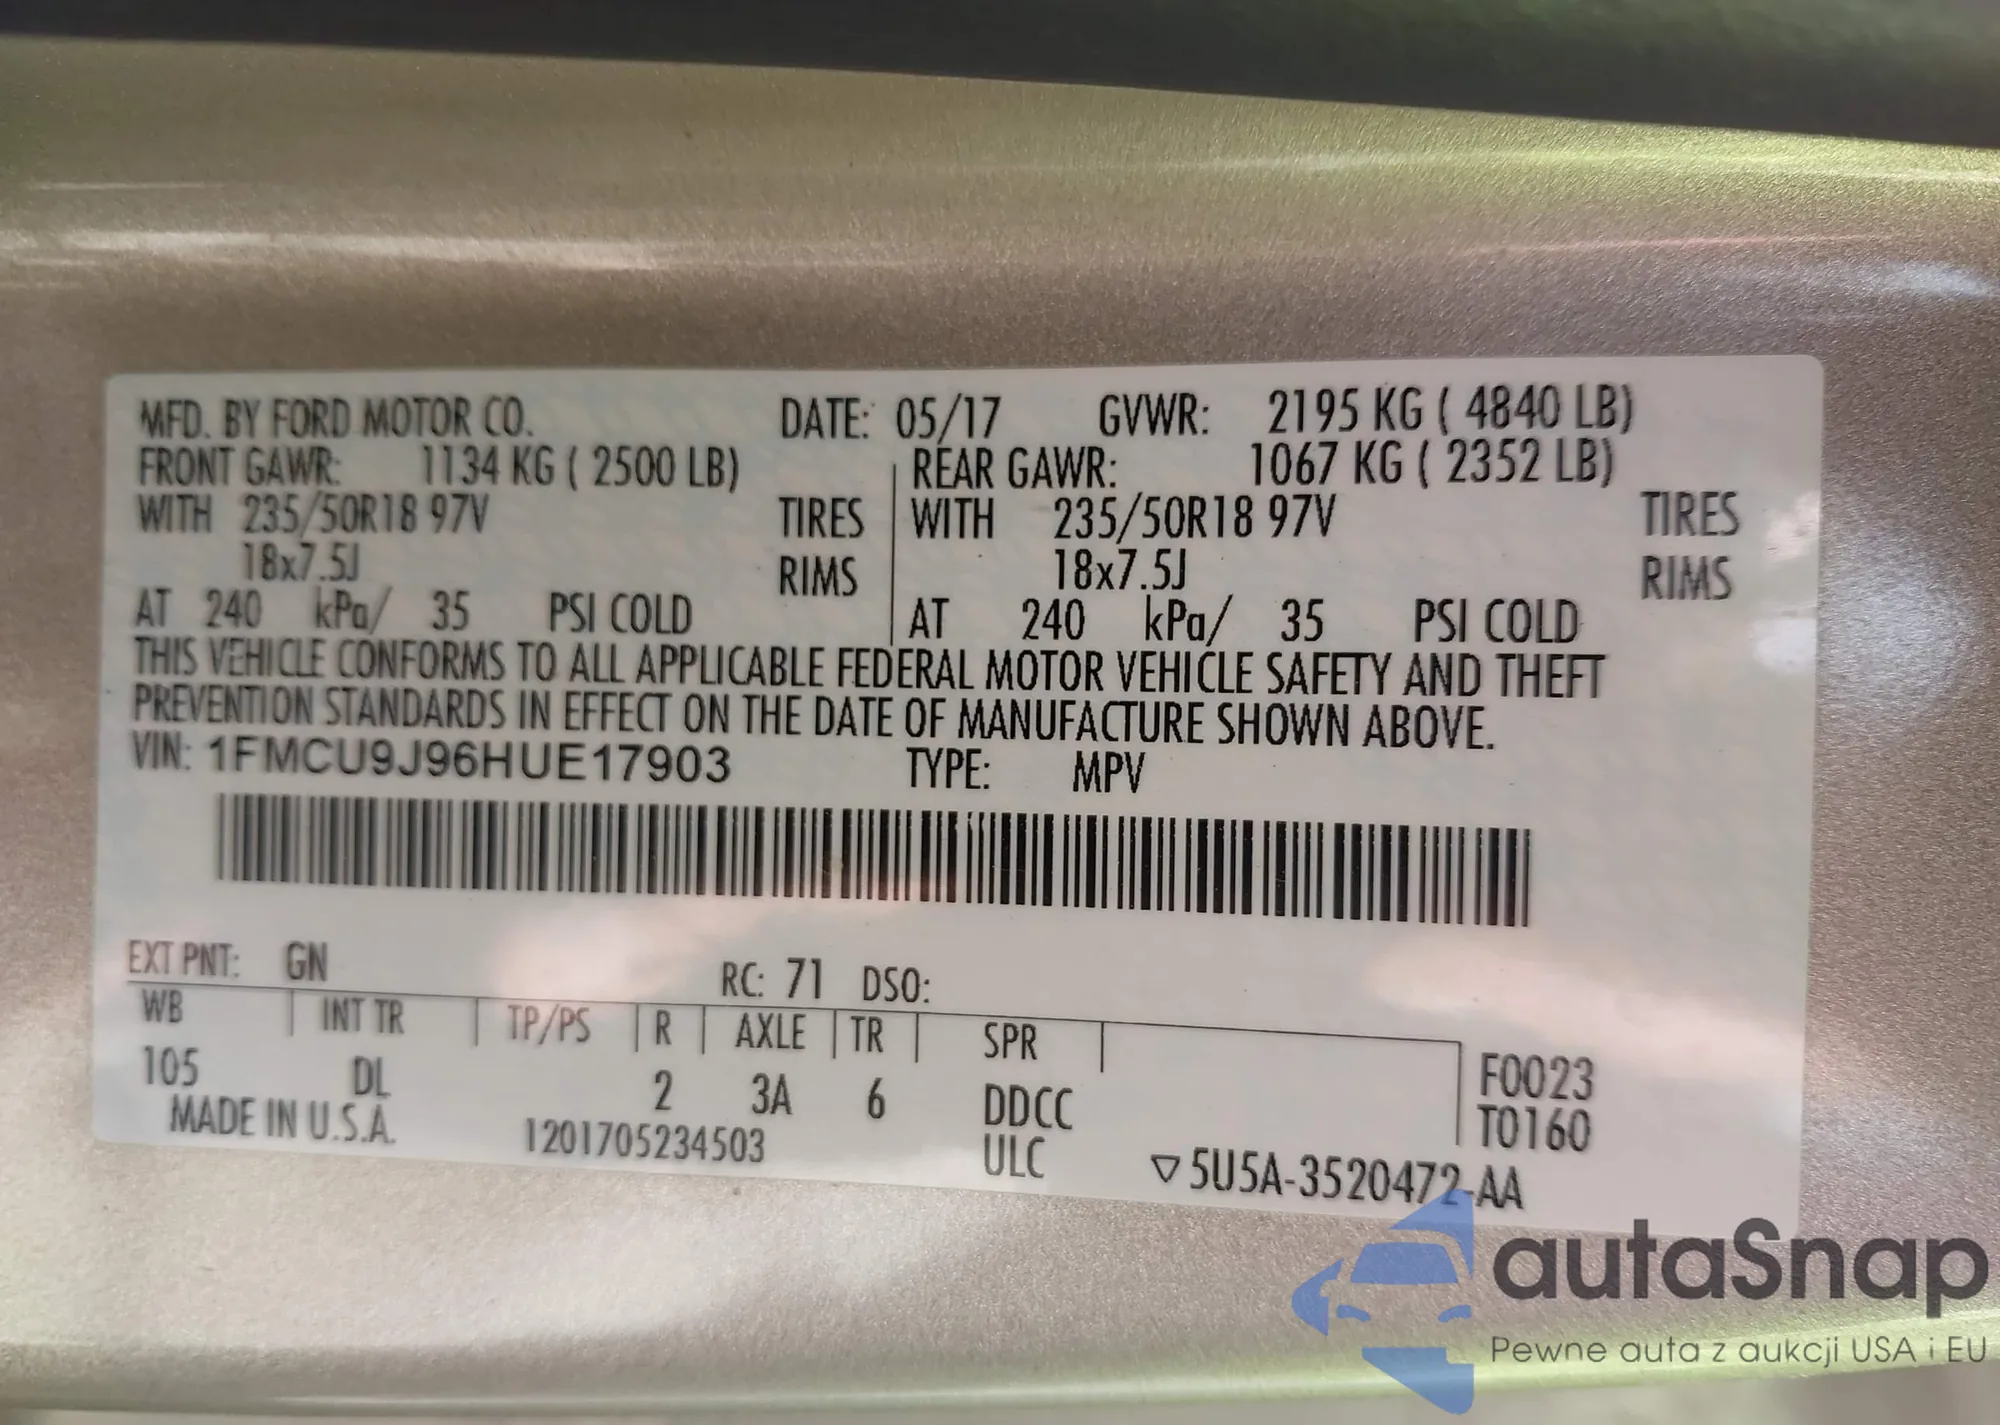 MFD. BY FORD MOTOR CO. DATE: 05/17 GVWR: 2195 KG ( 4840 LB)
FRONT GAWR: 1134 KG ( 2500 LB) REAR GAWR: 1067 KG ( 2352 LB)
WITH 235/50R18 97V TIRES WITH 235/50R18 97V TIRES
18x7.5J RIMS 18x7.5J RIMS
AT 240 kPa/ 35 PSI COLD AT 240 kPa/ 35 PSI COLD
THIS VEHICLE CONFORMS TO ALL APPLICABLE FEDERAL MOTOR VEHICLE SAFETY AND THEFT
PREVENTION STANDARDS IN EFFECT ON THE DATE OF MANUFACTURE SHOWN ABOVE.
VIN: 1FMCU9J96HUE17903 TYPE: MPV
EXT PNT: GN RC: 71 DSO:
WB INT TR TP/PS R AXLE TR SPR
105 DL 2 3A 6 DDCC F0023
MADE IN U.S.A. 1201705234503 ULC T0160
▽5U5A-3520472-AA
autaSnap
Pewne auta z aukcji USA i EU